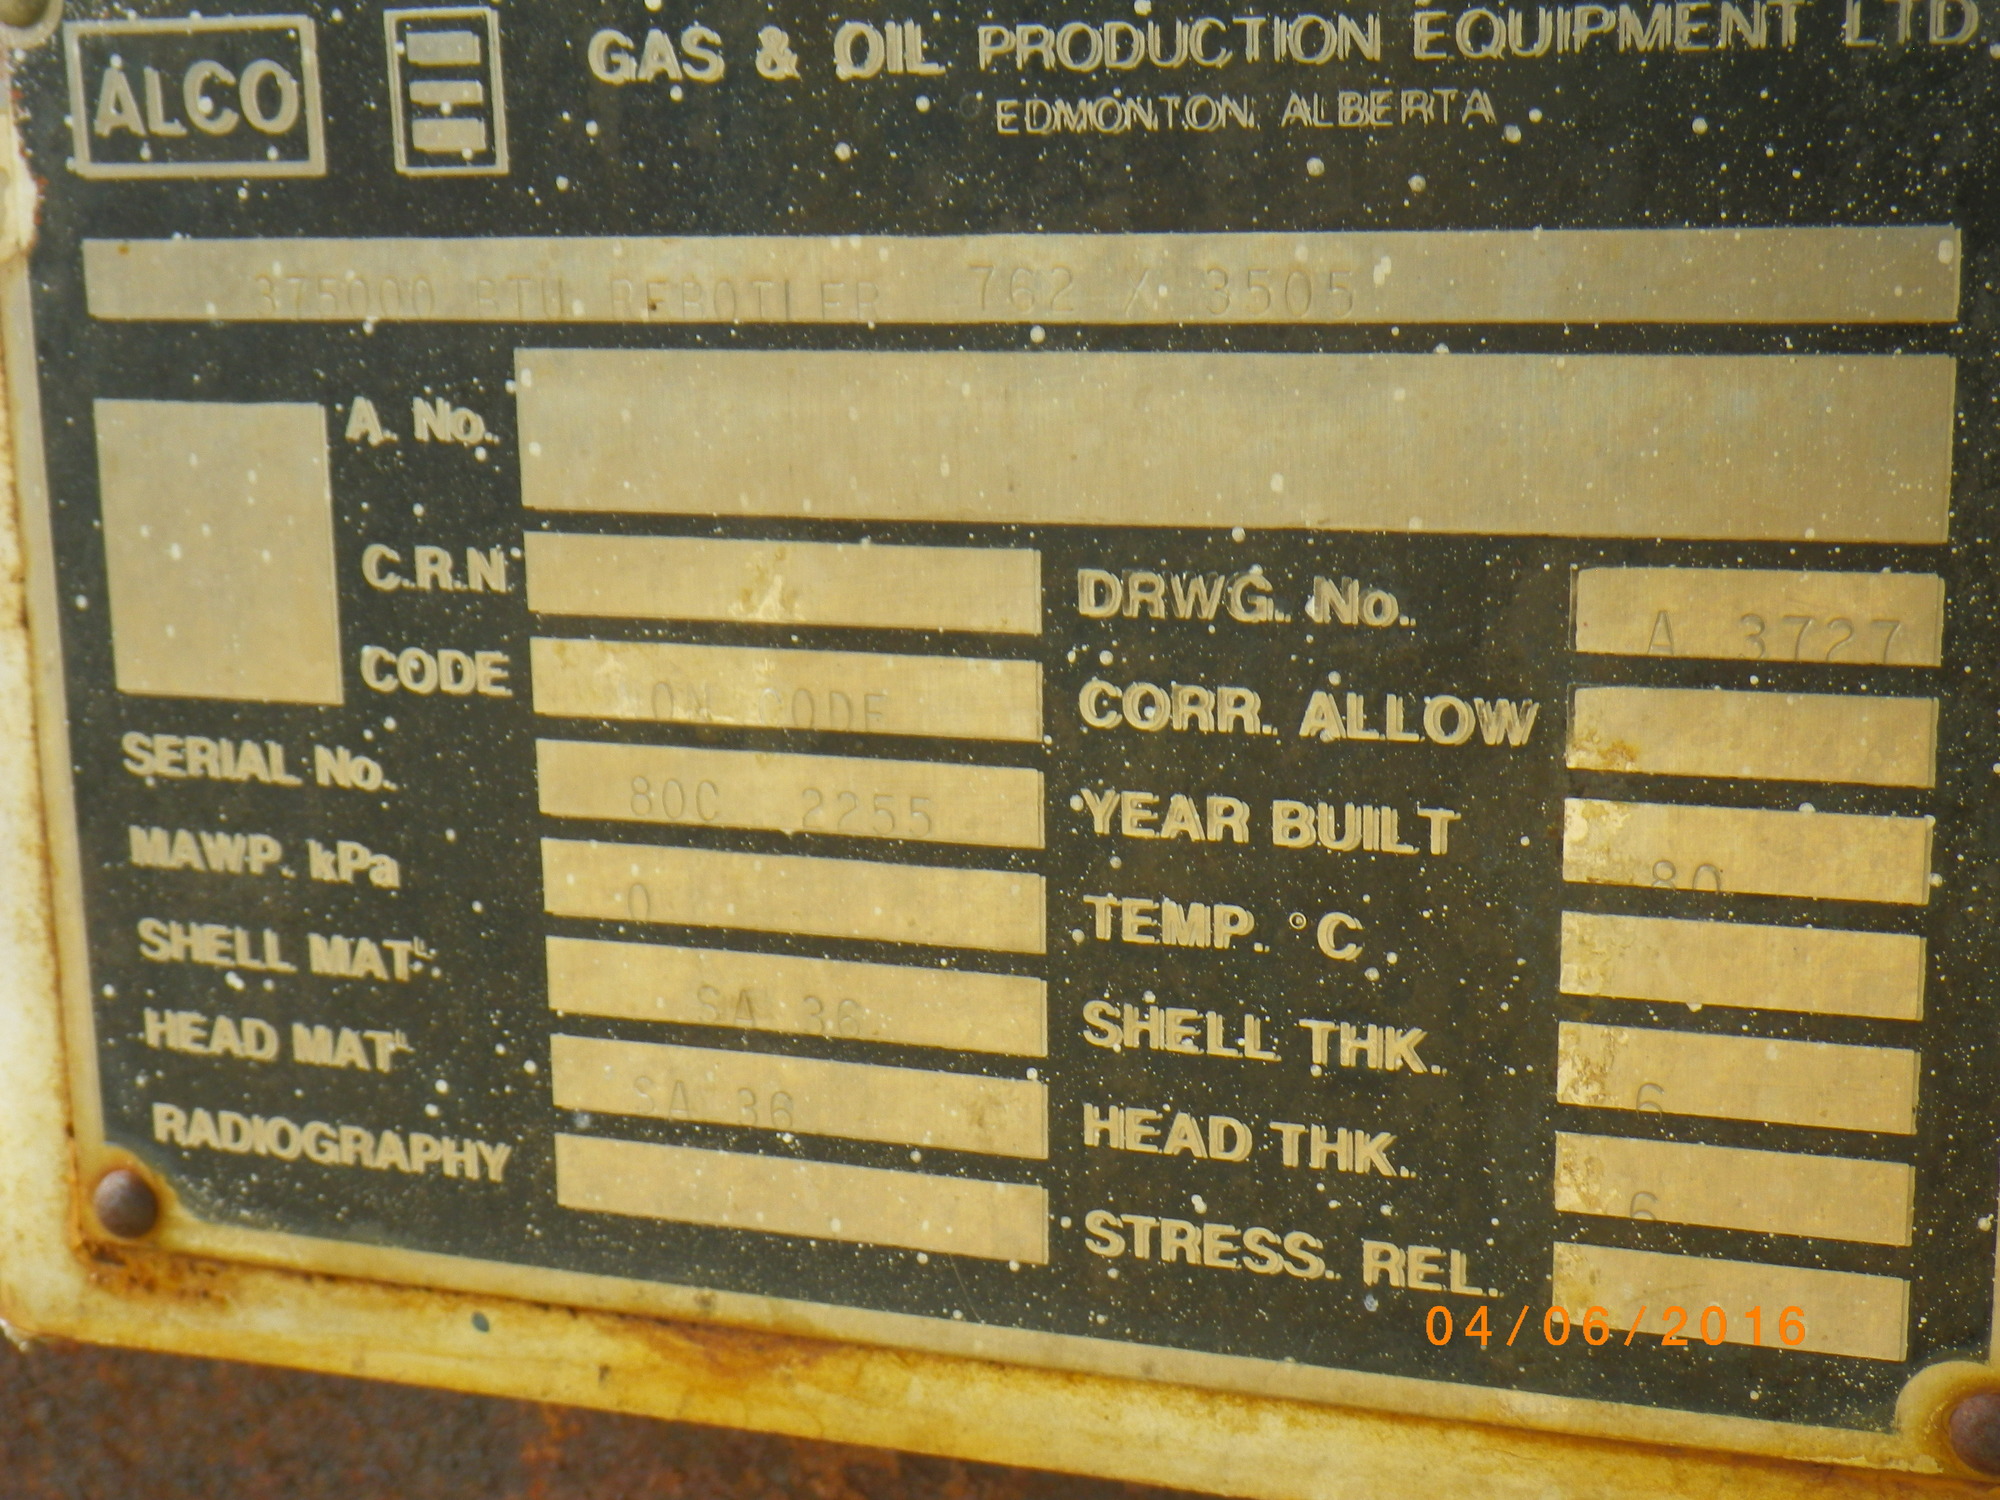 ALCO
GAS & OIL PRODUCTION EQUIPMENT LTD.
EDMONTON, ALBERTA
375000 BTU REBOILER 762 X 3505
A. No.
C.R.N.
DRWG. No. A 3727
CODE NON CODE
CORR. ALLOW
SERIAL No. 80C 2255
YEAR BUILT 80
MAWP. kPa 0
TEMP. °C
SHELL MATL. SA 36
SHELL THK. 6
HEAD MATL. SA 36
HEAD THK. 6
RADIOGRAPHY
STRESS. REL.
04/06/2016